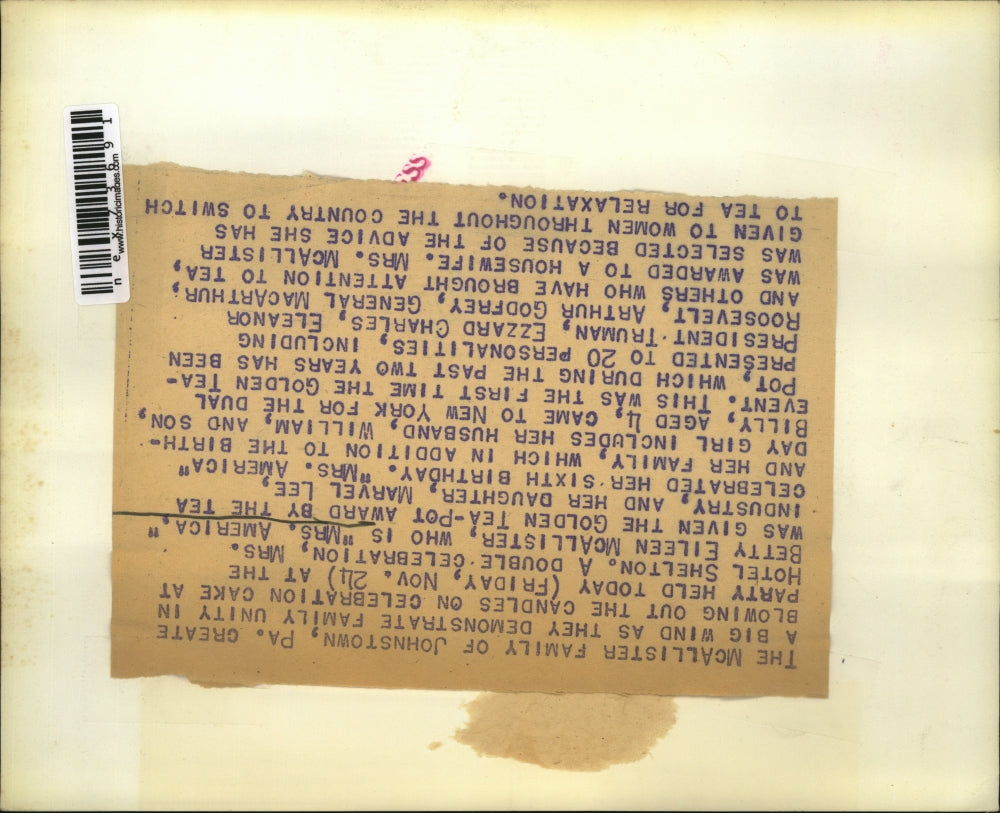 THE MCALLISTER FAMILY OF JOHNSTOWN, PA. CREATE
A BIG WIND AS THEY DEMONSTRATE FAMILY UNITY IN
BLOWING OUT THE CANDLES ON CELEBRATION CAKE AT
PARTY HELD TODAY (FRIDAY, NOV. 24) AT THE
HOTEL SHELTON. A DOUBLE CELEBRATION, MRS.
BETTY EILEEN MCALLISTER, WHO IS "MRS. AMERICA,"
WAS GIVEN THE GOLDEN TEA-POT AWARD BY THE TEA
INDUSTRY, AND HER DAUGHTER, MARVEL LEE,
CELEBRATED HER SIXTH BIRTHDAY. "MRS. AMERICA"
AND HER FAMILY, WHICH IN ADDITION TO THE BIRTH-
DAY GIRL INCLUDES HER HUSBAND, WILLIAM, AND SON,
BILLY, AGED 4, CAME TO NEW YORK FOR THE DUAL
EVENT. THIS WAS THE FIRST TIME THE GOLDEN TEA-
POT, WHICH DURING THE PAST TWO YEARS HAS BEEN
PRESENTED TO 20 PERSONALITIES, INCLUDING
PRESIDENT TRUMAN, EZZARD CHARLES, ELEANOR
ROOSEVELT, ARTHUR GODFREY, GENERAL MACARTHUR,
AND OTHERS WHO HAVE BROUGHT ATTENTION TO TEA,
WAS AWARDED TO A HOUSEWIFE. MRS. MCALLISTER
WAS SELECTED BECAUSE OF THE ADVICE SHE HAS
GIVEN TO WOMEN THROUGHOUT THE COUNTRY TO SWITCH
TO TEA FOR RELAXATION.
www.historicimages.com